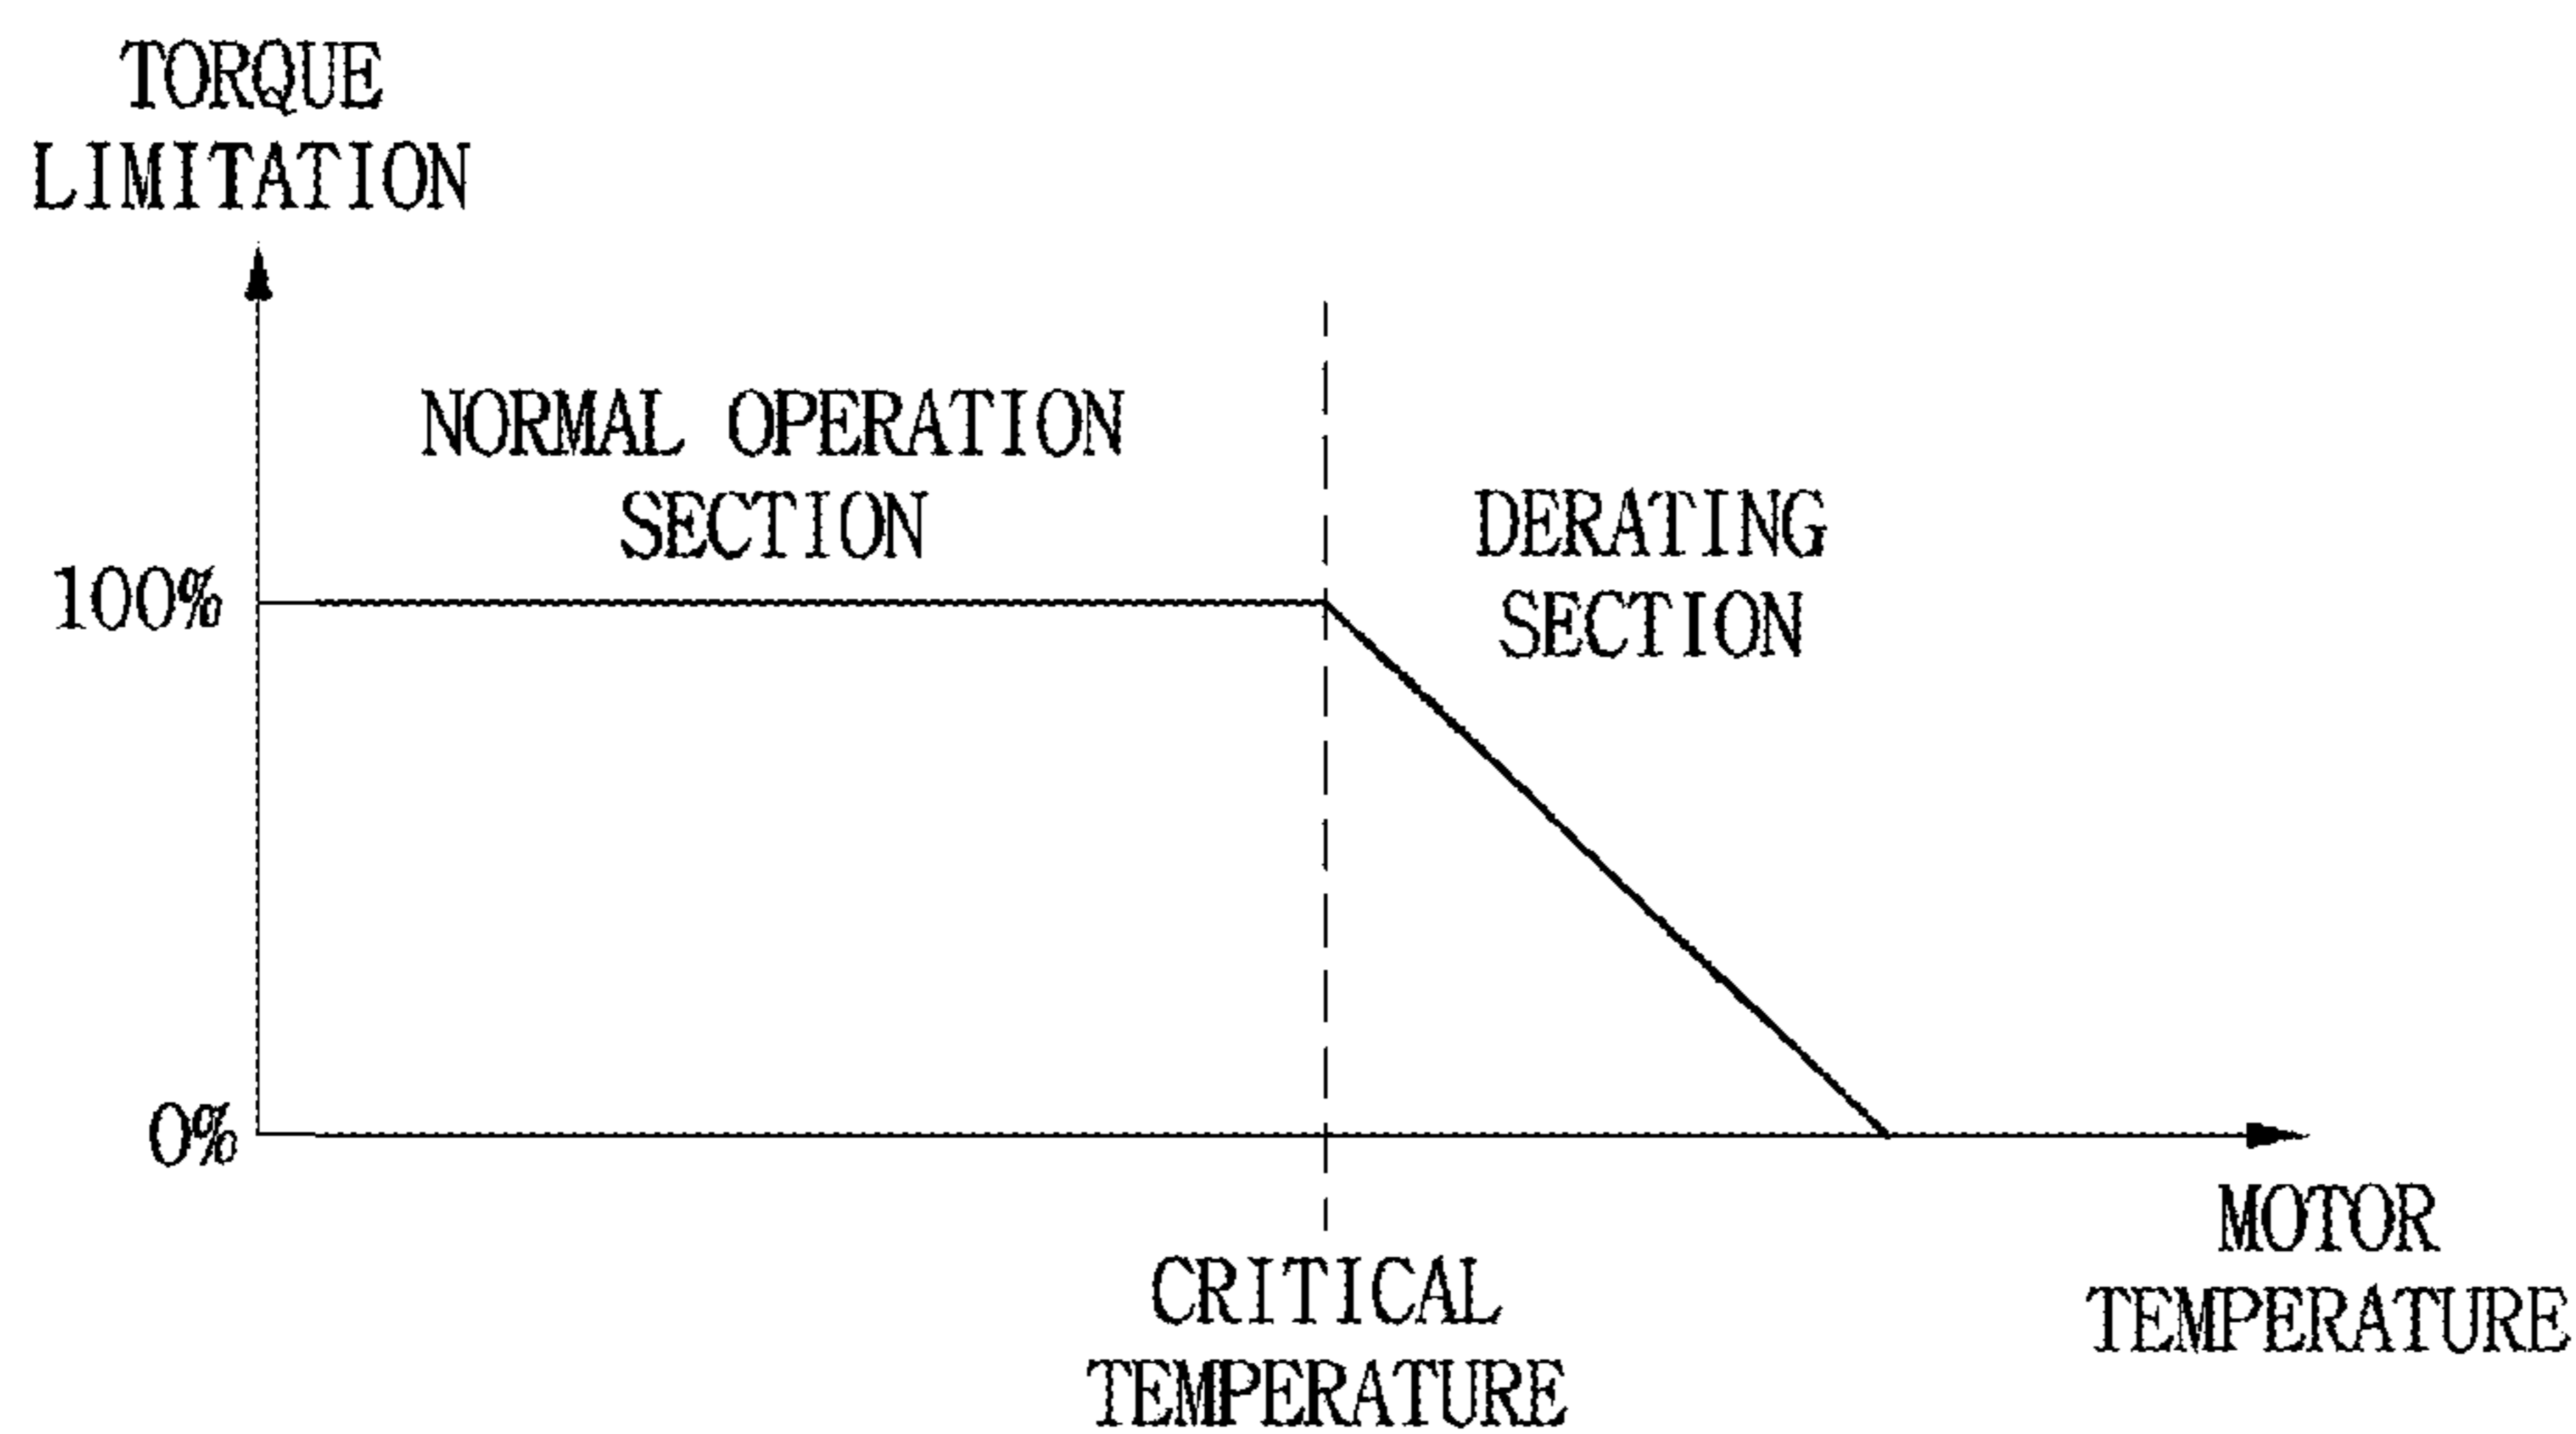 TORQUE
LIMITATION
NORMAL OPERATION
SECTION
DERATING
SECTION
100%
0%
MOTOR
TEMPERATURE
CRITICAL
TEMPERATURE